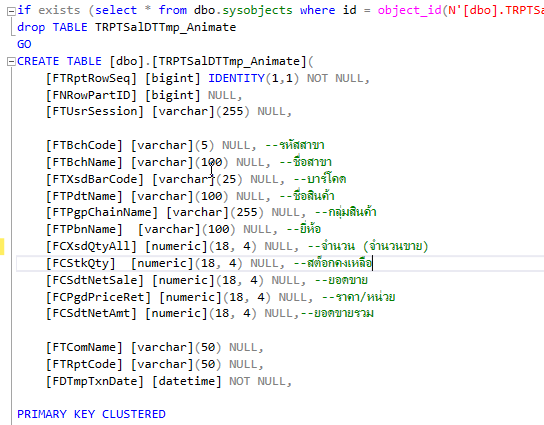 if exists (select * from dbo.sysobjects where id = object_id(N'[dbo].TRPTS
drop TABLE TRPTSalDTTmp_Animate
GO
CREATE TABLE [dbo].[TRPTSalDTTmp_Animate](
[FTRptRowSeq] [bigint] IDENTITY(1,1) NOT NULL,
[FNRowPartID] [bigint] NULL,
[FTUsrSession] [varchar](255) NULL,
[FTBchCode] [varchar](5) NULL, --รหัสสาขา
[FTBchName] [varchar](100) NULL, --ชื่อสาขา
[FTXsdBarCode] [varchar](25) NULL, --บาร์โคด
[FTPdtName] [varchar](100) NULL, --ชื่อสินค้า
[FTPgpChainName] [varchar](255) NULL, --กลุ่มสินค้า
[FTPbnName]  [varchar](100) NULL, --ยี่ห้อ
[FCXsdQtyAll] [numeric](18, 4) NULL, --จำนวน (จำนวนขาย)
[FCStkQty]  [numeric](18, 4) NULL, --สต็อกคงเหลือ
[FCSdtNetSale] [numeric](18, 4) NULL, --ยอดขาย
[FCPgdPriceRet] [numeric](18, 4) NULL, --ราคา/หน่วย
[FCSdtNetAmt] [numeric](18, 4) NULL,--ยอดขายรวม
[FTComName] [varchar](50) NULL,
[FTRptCode] [varchar](50) NULL,
[FDTmpTxnDate] [datetime] NOT NULL,
PRIMARY KEY CLUSTERED